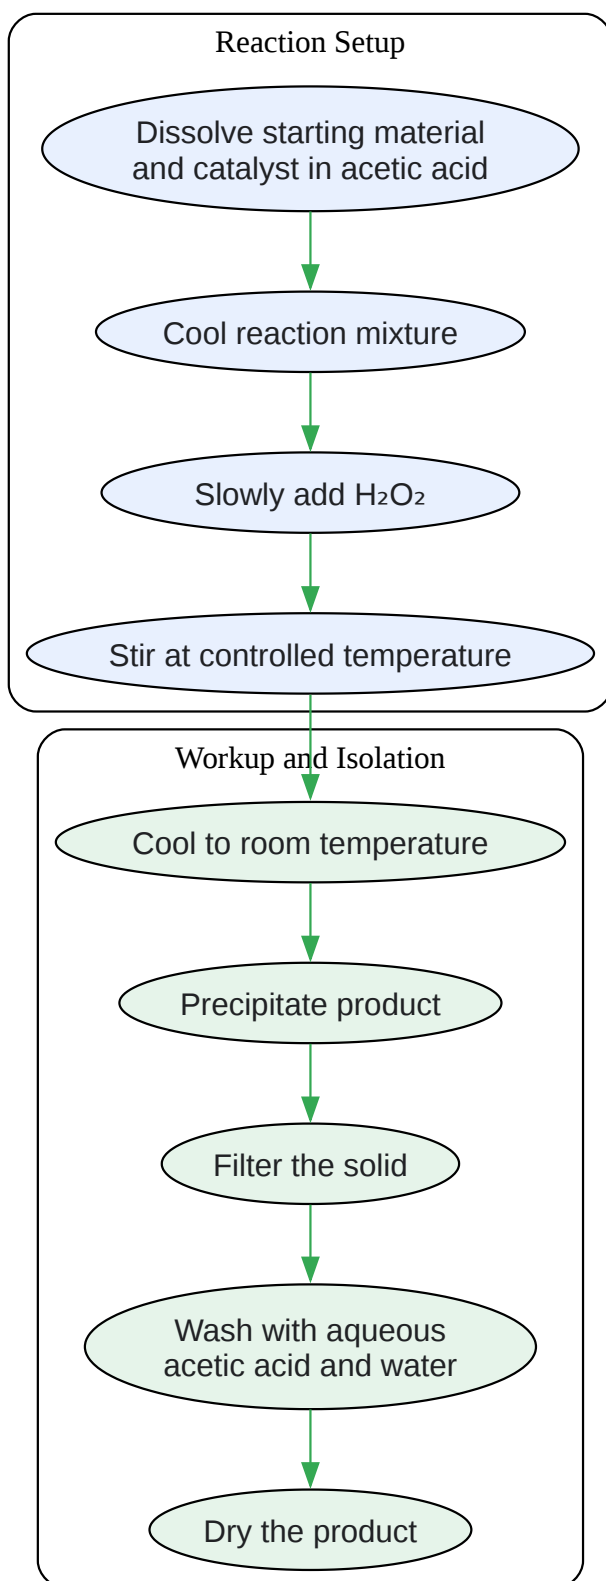 Reaction Setup
Dissolve starting material
and catalyst in acetic acid
Cool reaction mixture
Slowly add H₂O₂
Stir at controlled temperature
Workup and Isolation
Cool to room temperature
Precipitate product
Filter the solid
Wash with aqueous
acetic acid and water
Dry the product